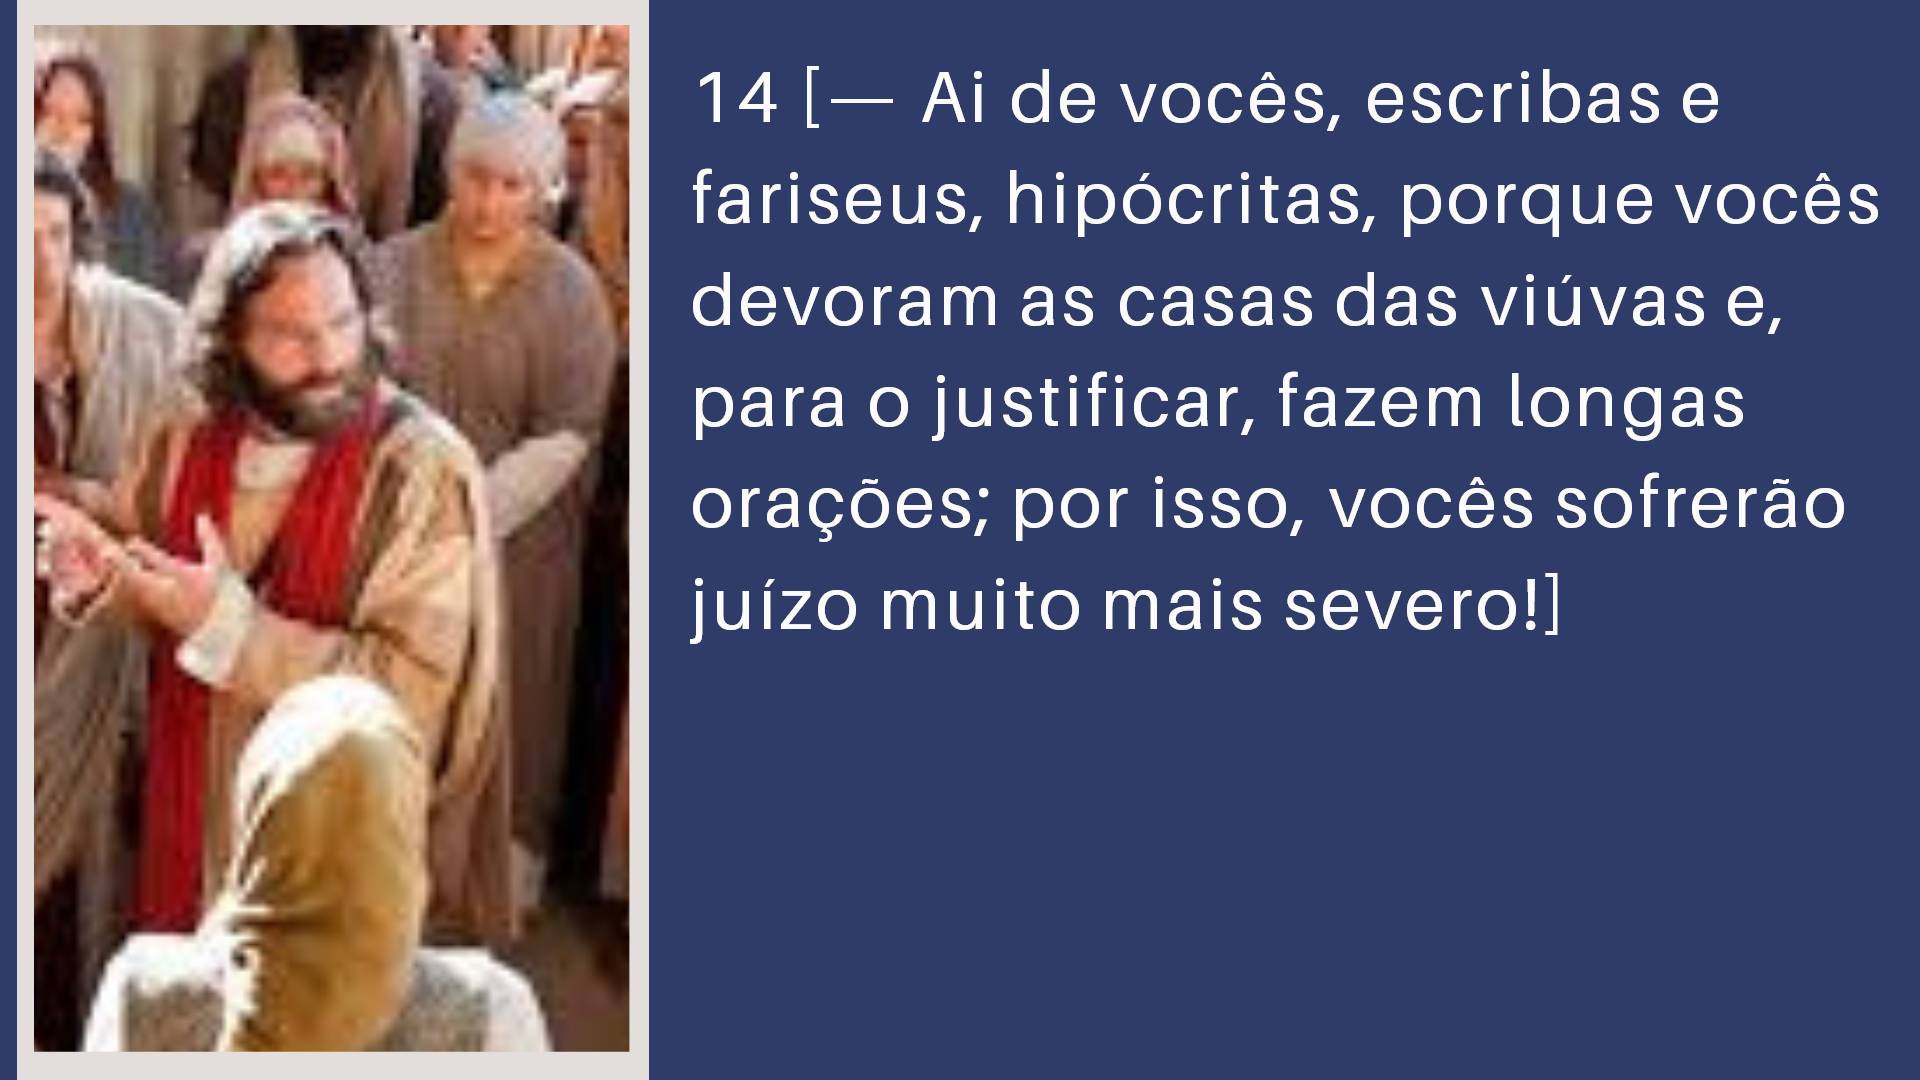 14 [— Ai de vocês, escribas e
fariseus, hipócritas, porque vocês
devoram as casas das viúvas e,
para o justificar, fazem longas
orações; por isso, vocês sofrerão
juízo muito mais severo!]